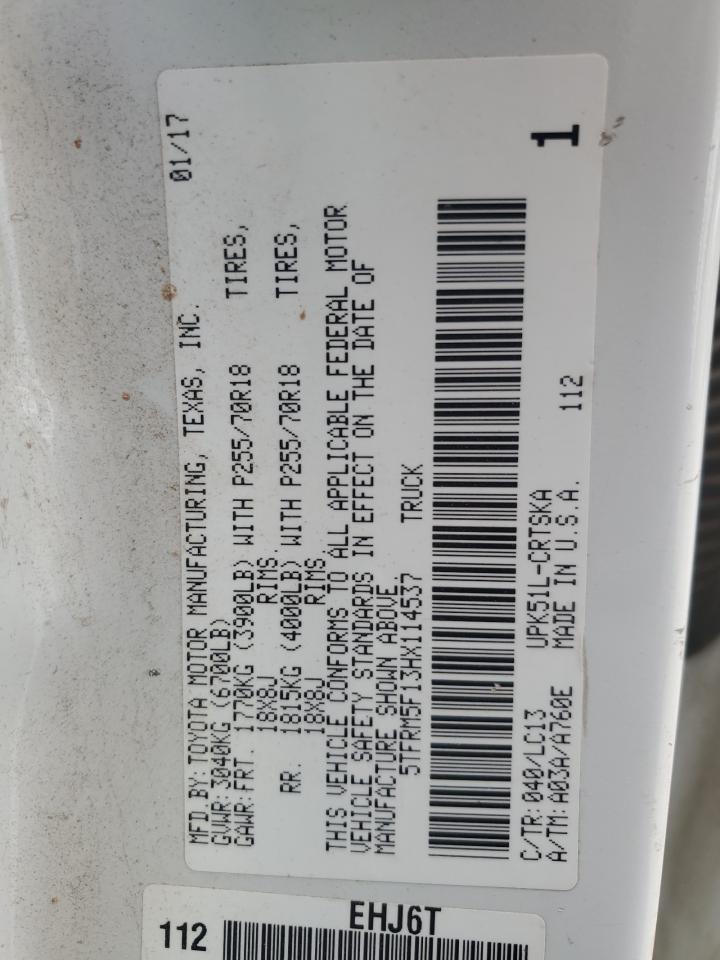 MFD.BY:TOYOTA MOTOR MANUFACTURING, TEXAS, INC. 01/17
GVWR:3040KG (6700LB)
GAWR:FRT. 1770KG (3900LB) WITH P255/70R18 TIRES,
18X8J RIMS,
RR. 1815KG (4000LB) WITH P255/70R18 TIRES,
18X8J RIMS,
THIS VEHICLE CONFORMS TO ALL APPLICABLE FEDERAL MOTOR
VEHICLE SAFETY STANDARDS IN EFFECT ON THE DATE OF
MANUFACTURE SHOWN ABOVE
5TFRM5F13HX114537 TRUCK
C/TR:040/LC13 UPK51L-CRTSKA 112 1
A/TM:A03A/A760E MADE IN U.S.A.
112 EHJ6T